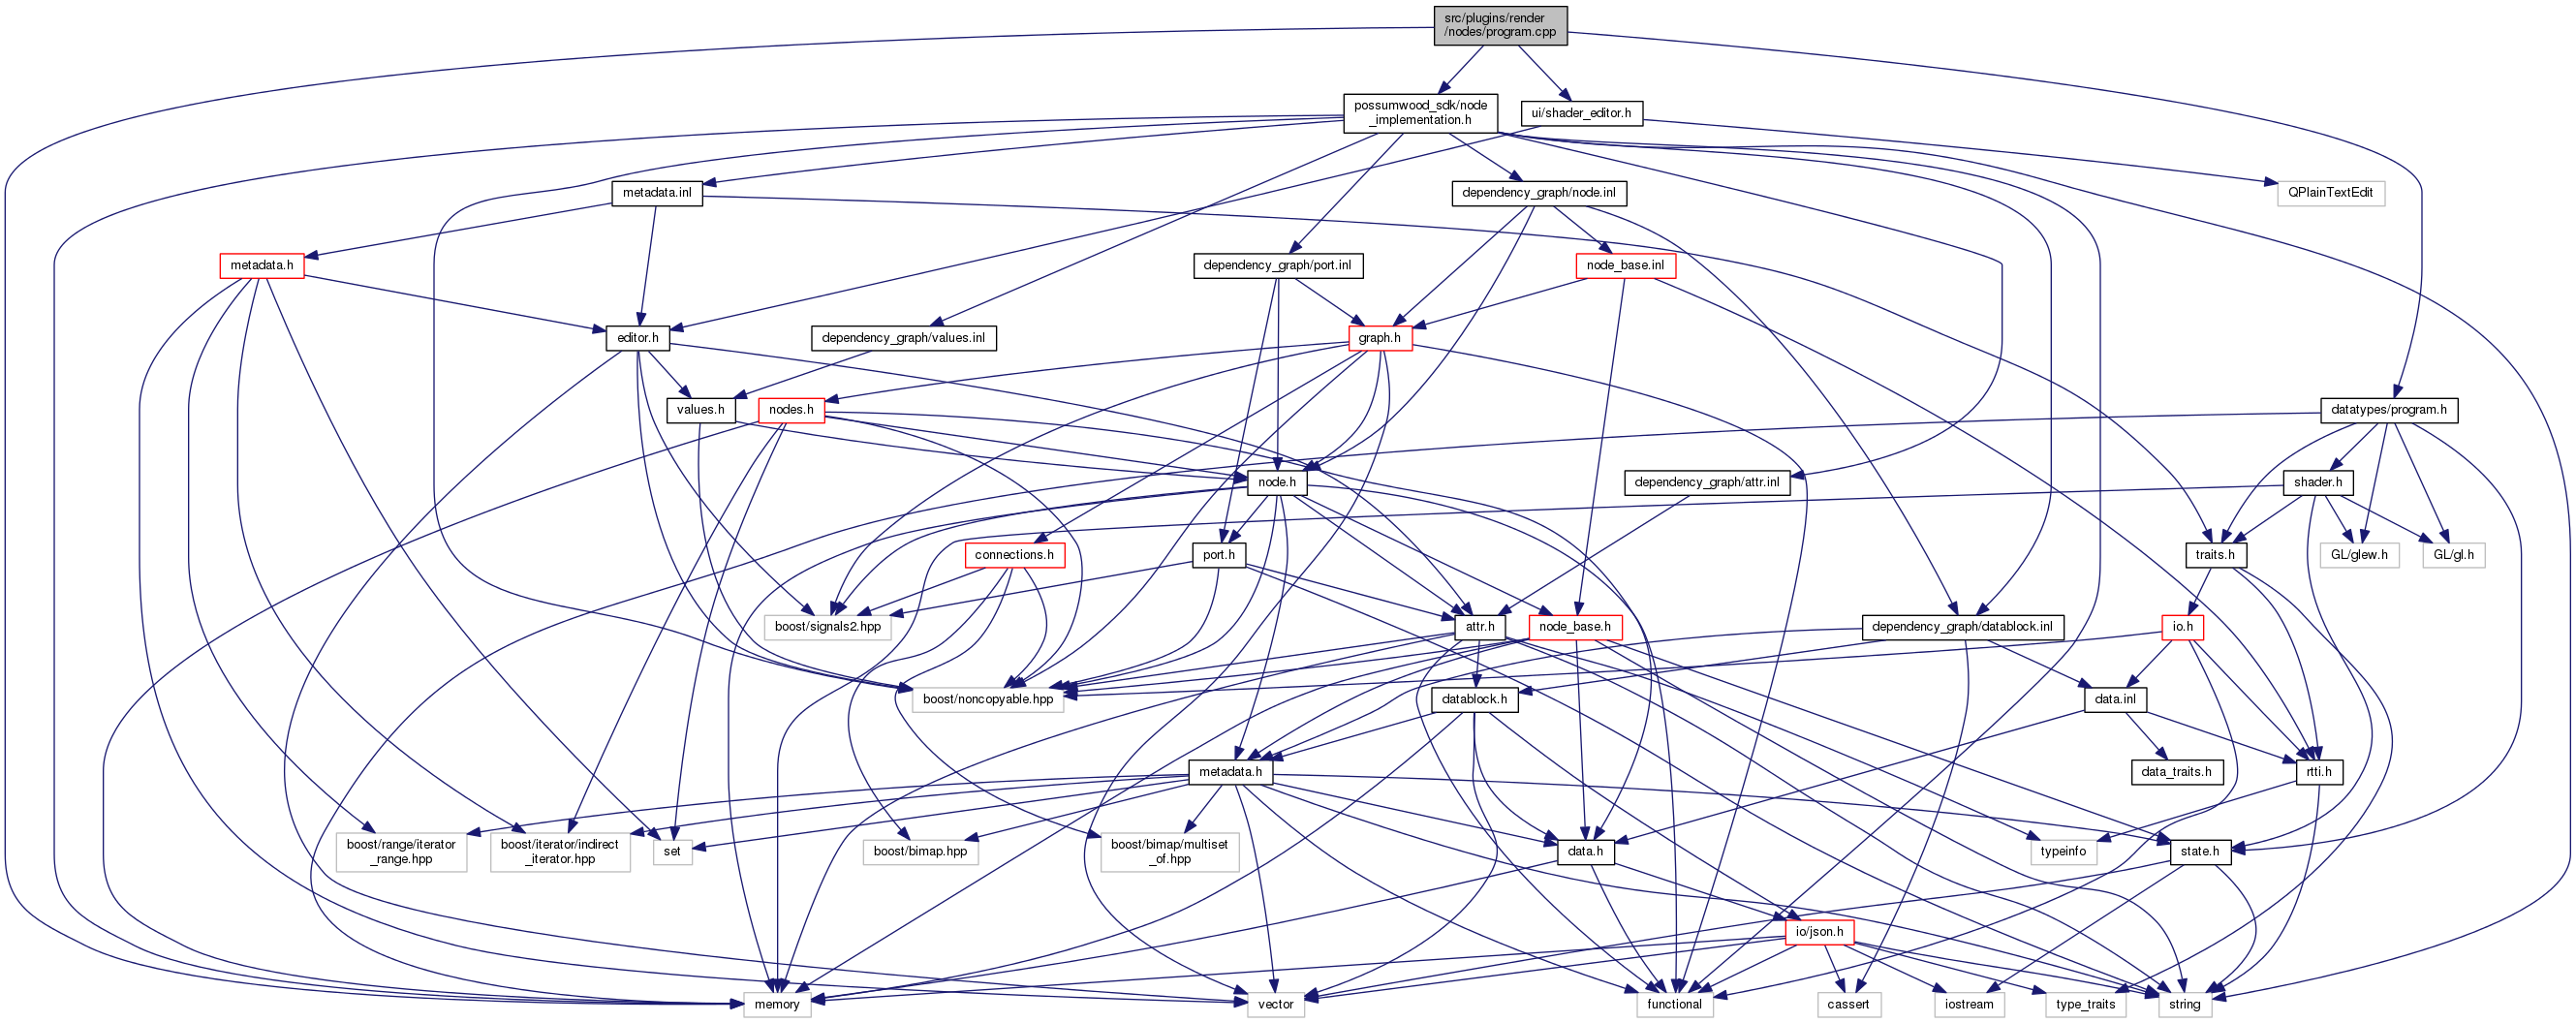 src/plugins/render
/nodes/program.cpp
possumwood_sdk/node
_implementation.h
ui/shader_editor.h
metadata.inl
dependency_graph/node.inl
QPlainTextEdit
metadata.h
dependency_graph/port.inl
node_base.inl
editor.h
dependency_graph/values.inl
graph.h
values.h
nodes.h
datatypes/program.h
node.h
dependency_graph/attr.inl
shader.h
connections.h
port.h
traits.h
GL/glew.h
GL/gl.h
boost/signals2.hpp
attr.h
node_base.h
dependency_graph/datablock.inl
io.h
boost/noncopyable.hpp
datablock.h
data.inl
metadata.h
data_traits.h
rtti.h
boost/range/iterator
_range.hpp
boost/iterator/indirect
_iterator.hpp
set
boost/bimap.hpp
boost/bimap/multiset
_of.hpp
data.h
typeinfo
state.h
io/json.h
memory
vector
functional
cassert
iostream
type_traits
string